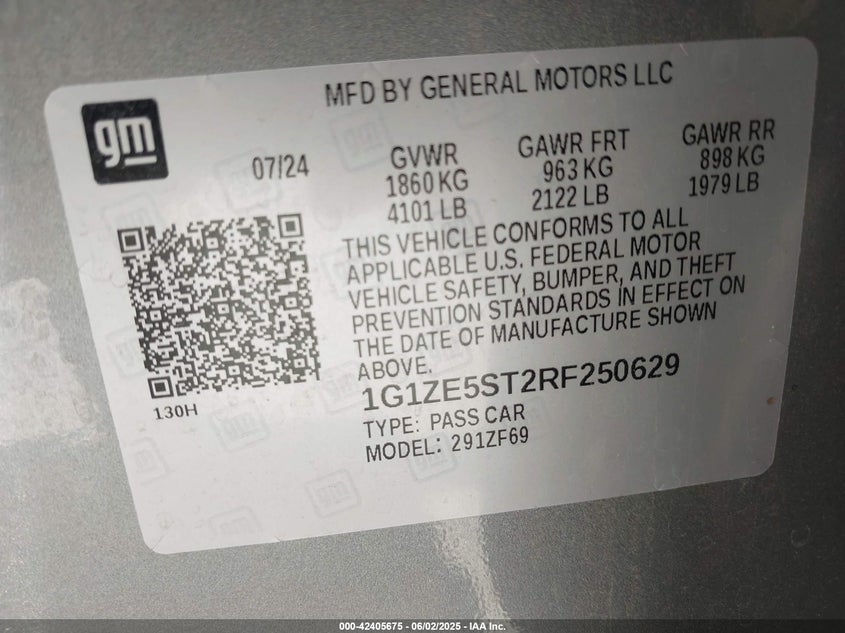 MFD BY GENERAL MOTORS LLC
gm
07/24
GVWR
1860 KG
4101 LB
GAWR FRT
963 KG
2122 LB
GAWR RR
898 KG
1979 LB
THIS VEHICLE CONFORMS TO ALL
APPLICABLE U.S. FEDERAL MOTOR
VEHICLE SAFETY, BUMPER, AND THEFT
PREVENTION STANDARDS IN EFFECT ON
THE DATE OF MANUFACTURE SHOWN
ABOVE.
1G1ZE5ST2RF250629
130H
TYPE: PASS CAR
MODEL: 291ZF69
000-42405675 - 06/02/2025 - IAA Inc.